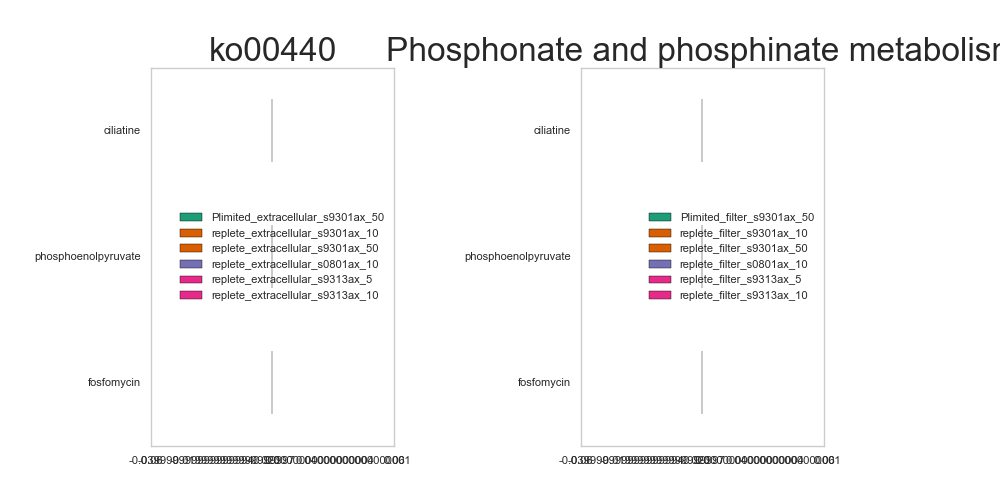 ko00440
Phosphonate and phosphinate metabolism
ciliatine
phosphoenolpyruvate
fosfomycin
Plimited_extracellular_s9301ax_50
replete_extracellular_s9301ax_10
replete_extracellular_s9301ax_50
replete_extracellular_s0801ax_10
replete_extracellular_s9313ax_5
replete_extracellular_s9313ax_10
ciliatine
phosphoenolpyruvate
fosfomycin
Plimited_filter_s9301ax_50
replete_filter_s9301ax_10
replete_filter_s9301ax_50
replete_filter_s0801ax_10
replete_filter_s9313ax_5
replete_filter_s9313ax_10